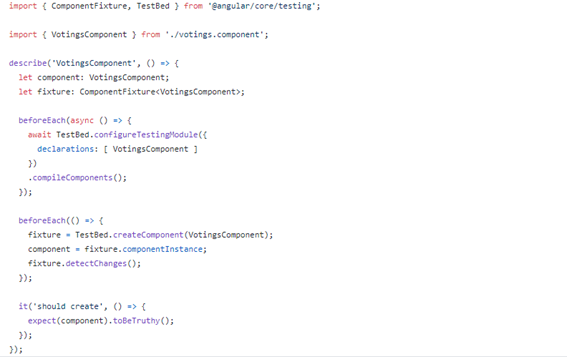 import { ComponentFixture, TestBed } from '@angular/core/testing';
import { VotingsComponent } from './votings.component';
describe('VotingsComponent', () => {
let component: VotingsComponent;
let fixture: ComponentFixture<VotingsComponent>;
beforeEach(async () => {
await TestBed.configureTestingModule({
declarations: [ VotingsComponent ]
})
.compileComponents();
});
beforeEach(() => {
fixture = TestBed.createComponent(VotingsComponent);
component = fixture.componentInstance;
fixture.detectChanges();
});
it('should create', () => {
expect(component).toBeTruthy();
});
});